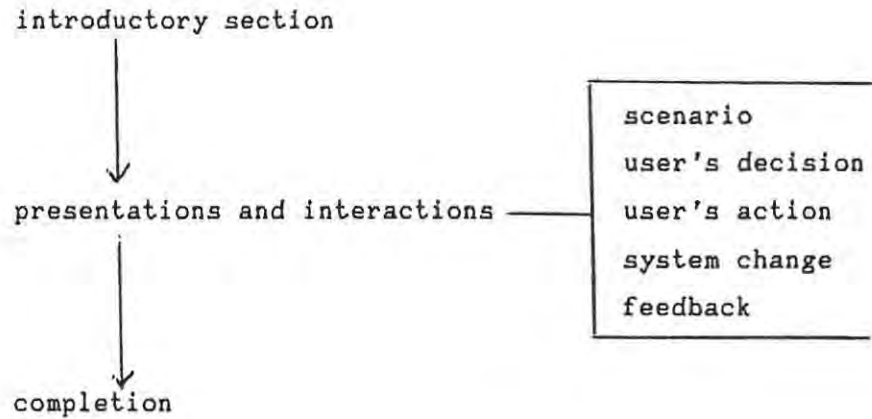 introductory section
scenario
user's decision
presentations and interactions
user's action
system change
feedback
completion